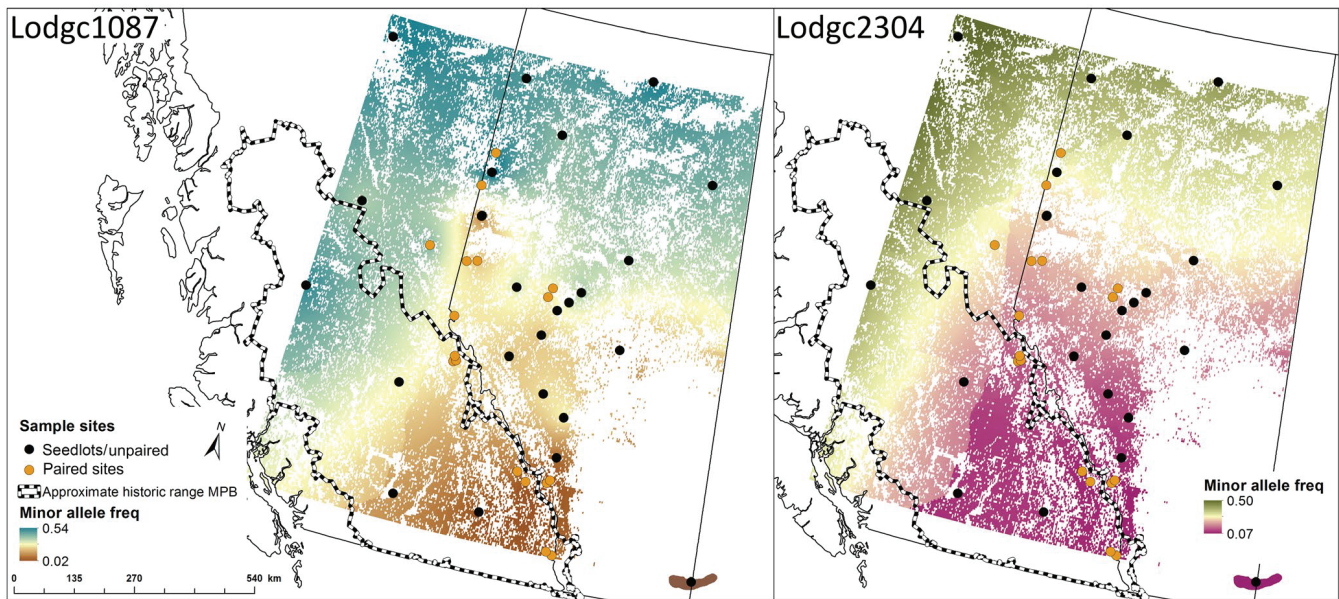 Lodgc1087
Lodgc2304
Sample sites
Seedlots/unpaired
Paired sites
Approximate historic range MPB
Minor allele freq
0.54
0.02
0 135 270 540 km
N
Minor allele freq
0.50
0.07